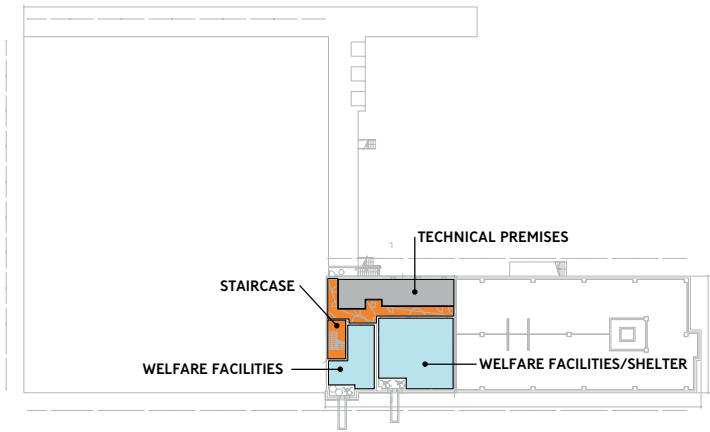 TECHNICAL PREMISES
STAIRCASE
WELFARE FACILITIES
WELFARE FACILITIES/SHELTER